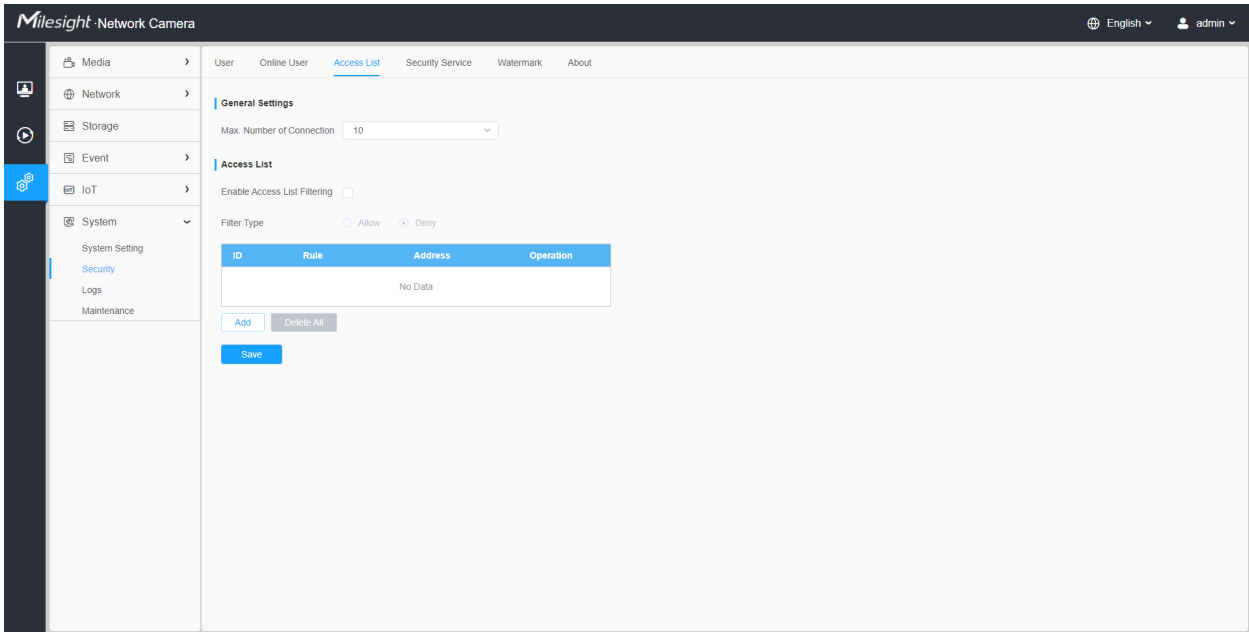 Milesight ·Network Camera
English
admin
Media
Network
Storage
Event
IoT
System
System Setting
Security
Logs
Maintenance
User Online User Access List Security Service Watermark About
General Settings
Max. Number of Connection 10
Access List
Enable Access List Filtering
Filter Type Allow Deny
ID Rule Address Operation
No Data
Add Delete All
Save